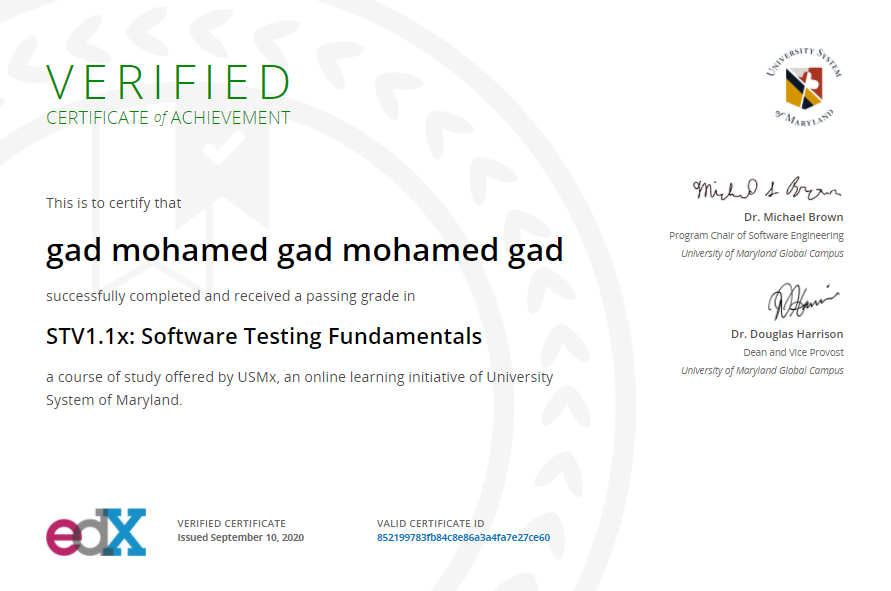 VERIFIED
CERTIFICATE of ACHIEVEMENT
This is to certify that
gad mohamed gad mohamed gad
successfully completed and received a passing grade in
STV1.1x: Software Testing Fundamentals
a course of study offered by USMx, an online learning initiative of University
System of Maryland.
UNIVERSITY SYSTEM
of MARYLAND
Michael S Brown
Dr. Michael Brown
Program Chair of Software Engineering
University of Maryland Global Campus
Dr. Douglas Harrison
Dean and Vice Provost
University of Maryland Global Campus
edX
VERIFIED CERTIFICATE
Issued September 10, 2020
VALID CERTIFICATE ID
852199783fb84c8e86a3a4fa7e27ce60